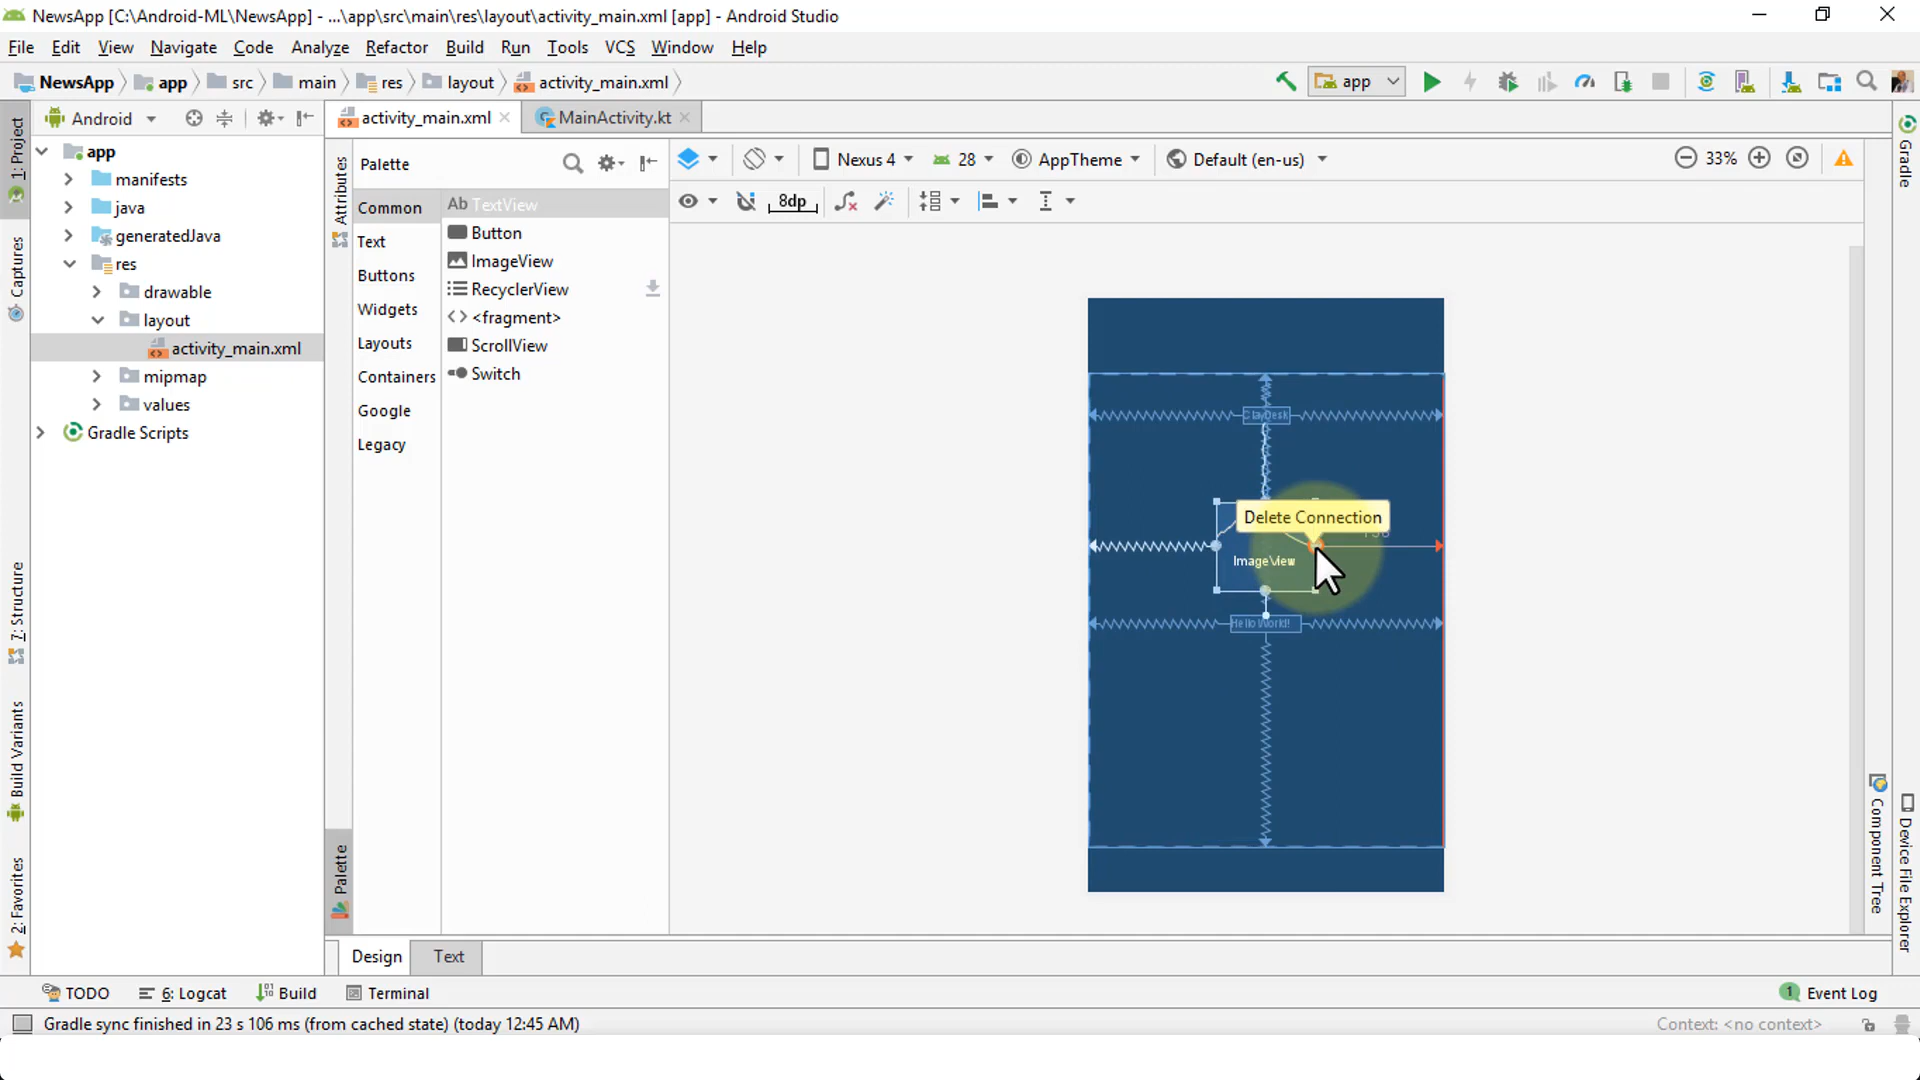 NewsApp [C:\Android-ML\NewsApp] - ...\app\src\main\res\layout\activity_main.xml [app] - Android Studio
File Edit View Navigate Code Analyze Refactor Build Run Tools VCS Window Help
NewsApp app src main res layout activity_main.xml app
1: Project
Captures
7: Structure
Build Variants
2: Favorites
Android
app
manifests
java
generatedJava
res
drawable
layout
activity_main.xml
mipmap
values
Gradle Scripts
activity_main.xml MainActivity.kt
Attributes
Palette
Palette
Common
Text
Buttons
Widgets
Layouts
Containers
Google
Legacy
Ab TextView
Button
ImageView
RecyclerView
<fragment>
ScrollView
Switch
Nexus 4 28 AppTheme Default (en-us) 33%
8dp
ClayDesk
Delete Connection
ImageView
Hello World!
Gradle
Component Tree
Device File Explorer
Design Text
TODO 6: Logcat Build Terminal 1 Event Log
Gradle sync finished in 23 s 106 ms (from cached state) (today 12:45 AM) Context: <no context>